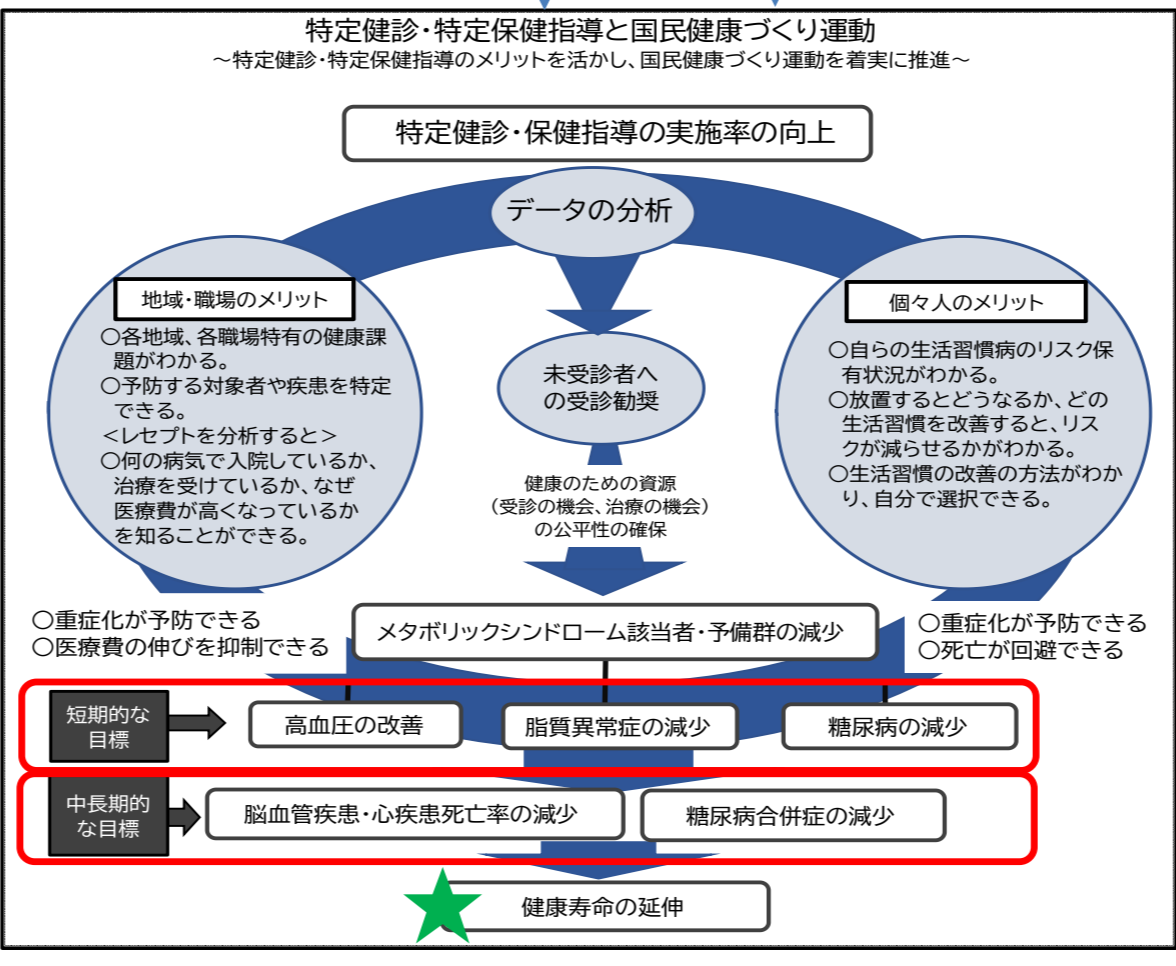 特定健診・特定保健指導と国民健康づくり運動
～特定健診・特定保健指導のメリットを活かし、国民健康づくり運動を着実に推進～
特定健診・保健指導の実施率の向上
データの分析
地域・職場のメリット
○各地域、各職場特有の健康課
題がわかる。
○予防する対象者や疾患を特定
できる。
＜レセプトを分析すると＞
○何の病気で入院しているか、
治療を受けているか、なぜ
医療費が高くなっているか
を知ることができる。
未受診者へ
の受診勧奨
健康のための資源
（受診の機会、治療の機会）
の公平性の確保
個々人のメリット
○自らの生活習慣病のリスク保
有状況がわかる。
○放置するとどうなるか、どの
生活習慣を改善すると、リス
クが減らせるかがわかる。
○生活習慣の改善の方法がわか
り、自分で選択できる。
○重症化が予防できる
○医療費の伸びを抑制できる
メタボリックシンドローム該当者・予備群の減少
○重症化が予防できる
○死亡が回避できる
短期的な
目標
高血圧の改善
脂質異常症の減少
糖尿病の減少
中長期的
な目標
脳血管疾患・心疾患死亡率の減少
糖尿病合併症の減少
健康寿命の延伸